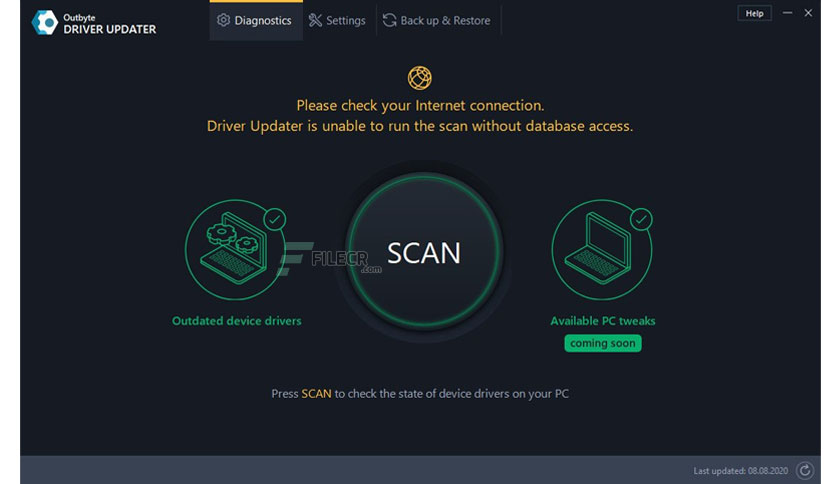 Outbyte
DRIVER UPDATER
Diagnostics
Settings
Back up & Restore
Help
Please check your Internet connection.
Driver Updater is unable to run the scan without database access.
SCAN
FILECR
.com
Outdated device drivers
Available PC tweaks
coming soon
Press SCAN to check the state of device drivers on your PC
Last updated: 08.08.2020